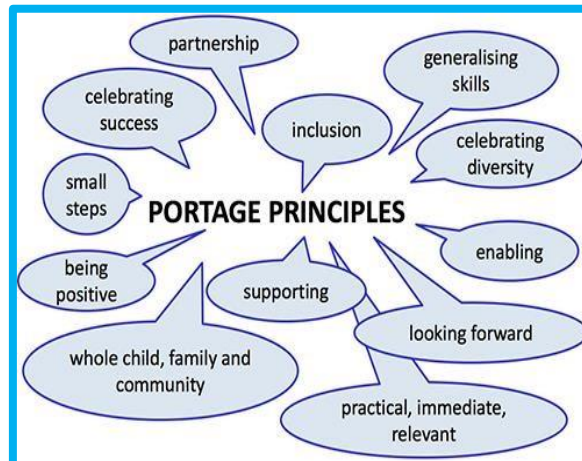 partnership
generalising
skills
celebrating
success
inclusion
celebrating
diversity
small
steps
PORTAGE PRINCIPLES
enabling
being
positive
supporting
looking forward
whole child, family and
community
practical, immediate,
relevant